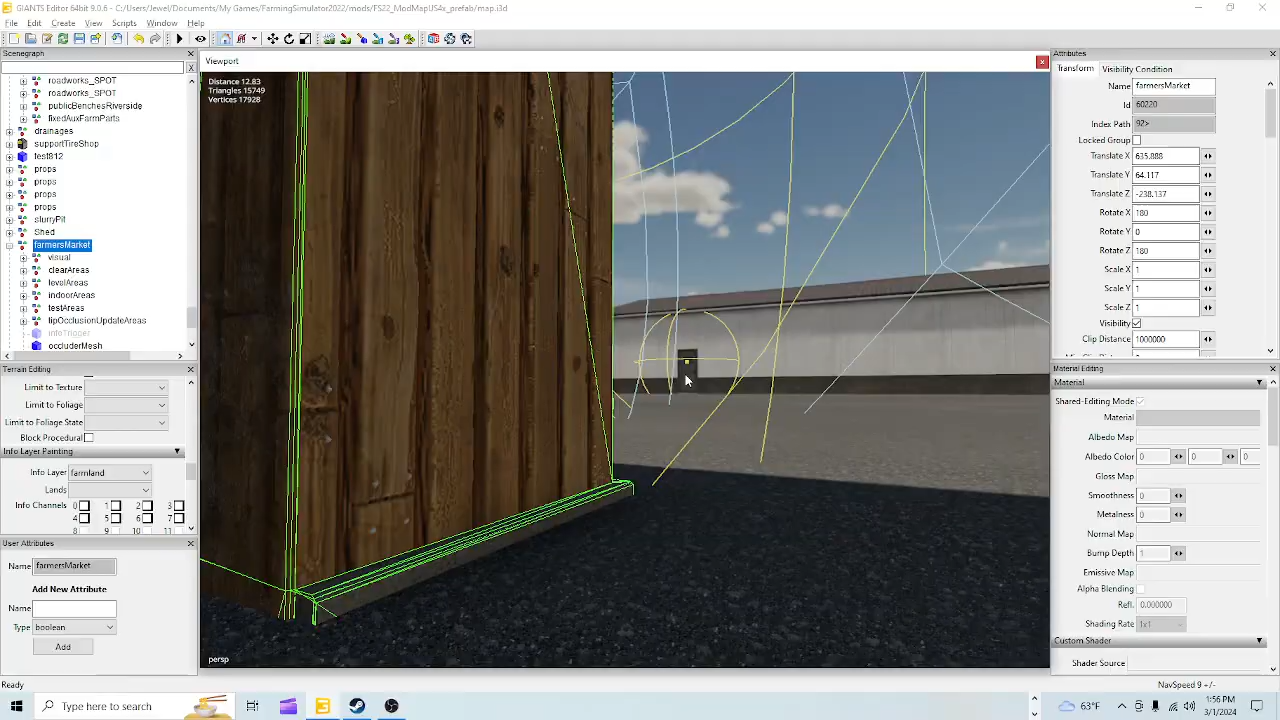 GIANTS Editor 64bit 9.0.6 - C:/Users/Jewel/Documents/My Games/FarmingSimulator2022/mods/FS22_ModMapUS4x_prefab/map.i3d
File Edit Create View Scripts Window Help
Scenegraph
roadworks_SPOT
roadworks_SPOT
publicBenchesRiverside
fixedAuxFarmParts
drainages
supportTireShop
test812
props
props
props
props
slurryPit
Shed
farmersMarket
visual
clearAreas
levelAreas
indoorAreas
testAreas
tipOcclusionUpdateAreas
infoTrigger
occluderMesh
Terrain Editing
Limit to Texture
Limit to Foliage
Limit to Foliage State
Block Procedural
Info Layer Painting
Info Layer farmland
Lands
Info Channels 0 1 2 3
4 5 6 7
8 9 10 11
User Attributes
Name farmersMarket
Add New Attribute
Name
Type boolean
Add
Ready
Viewport
Distance 12.83
Triangles 15749
Vertices 17928
persp
Attributes
Transform Visibility Condition
Name farmersMarket
Id 60220
Index Path 92>
Locked Group
Translate X 635.888
Translate Y 64.117
Translate Z -238.137
Rotate X 180
Rotate Y 0
Rotate Z 180
Scale X 1
Scale Y 1
Scale Z 1
Visibility
Clip Distance 1000000
Material Editing
Material
Shared-Editing Mode
Material
Albedo Map
Albedo Color 0 0 0
Gloss Map
Smoothness 0
Metalness 0
Normal Map
Bump Depth 1
Emissive Map
Alpha Blending
Refl. 0.000000
Shading Rate 1x1
Custom Shader
Shader Source
NavSpeed 9 +/-
Type here to search
63°F
1:56 PM
3/1/2024